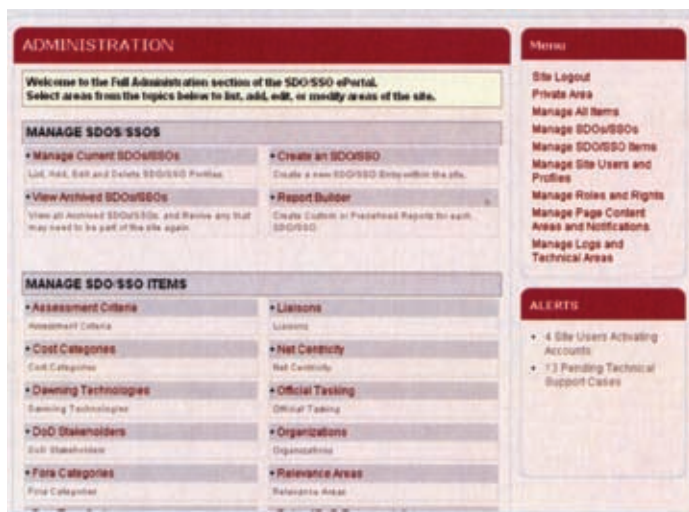 ADMINISTRATION
Welcome to the Full Administration section of the SDO/SSO ePortal.
Select areas from the topics below to list, add, edit, or modify areas of the site.
MANAGE SDOS/SSOS
• Manage Current SDOs/SSOs
List, Add, Edit and Delete SDO/SSO Profiles.
• Create an SDO/SSO
Create a new SDO/SSO Entry within the site.
• View Archived SDOs/SSOs
View all Archived SDOs/SSOs, and Revive any that
may need to be part of the site again.
• Report Builder
Create Custom or Predefined Reports for each
SDO/SSO.
MANAGE SDO/SSO ITEMS
• Assessment Criteria
Assessment Criteria
• Liaisons
Liaisons
• Cost Categories
Cost Categories
• Net Centricity
Net Centricity
• Dawning Technologies
Dawning Technologies
• Official Tasking
Official Tasking
• DoD Stakeholders
DoD Stakeholders
• Organizations
Organizations
• Fora Categories
Fora Categories
• Relevance Areas
Relevance Areas
Menu
Site Logout
Private Area
Manage All Items
Manage SDOs/SSOs
Manage SDO/SSO Items
Manage Site Users and
Profiles
Manage Roles and Rights
Manage Page Content
Areas and Notifications
Manage Logs and
Technical Areas
ALERTS
• 4 Site Users Activating
Accounts
• 13 Pending Technical
Support Cases